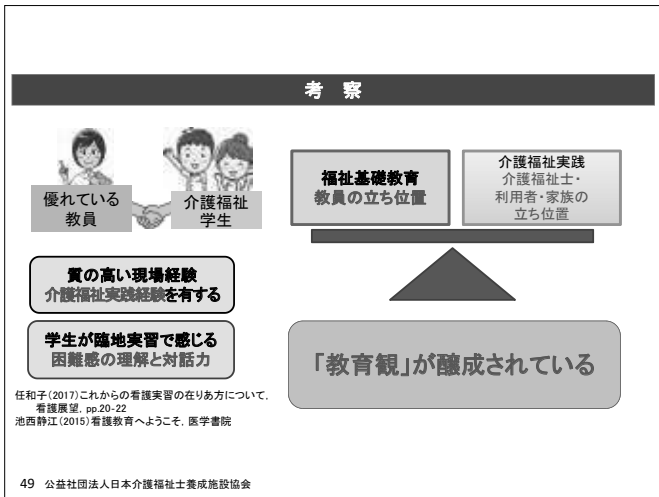 考 察
優れている
教員
介護福祉
学生
質の高い現場経験
介護福祉実践経験を有する
学生が臨地実習で感じる
困難感の理解と対話力
任和子(2017)これからの看護実習の在りあ方について,
看護展望, pp.20-22
池西静江(2015)看護教育へようこそ, 医学書院
福祉基礎教育
教員の立ち位置
介護福祉実践
介護福祉士・
利用者・家族の
立ち位置
「教育観」が醸成されている
49 公益社団法人日本介護福祉士養成施設協会